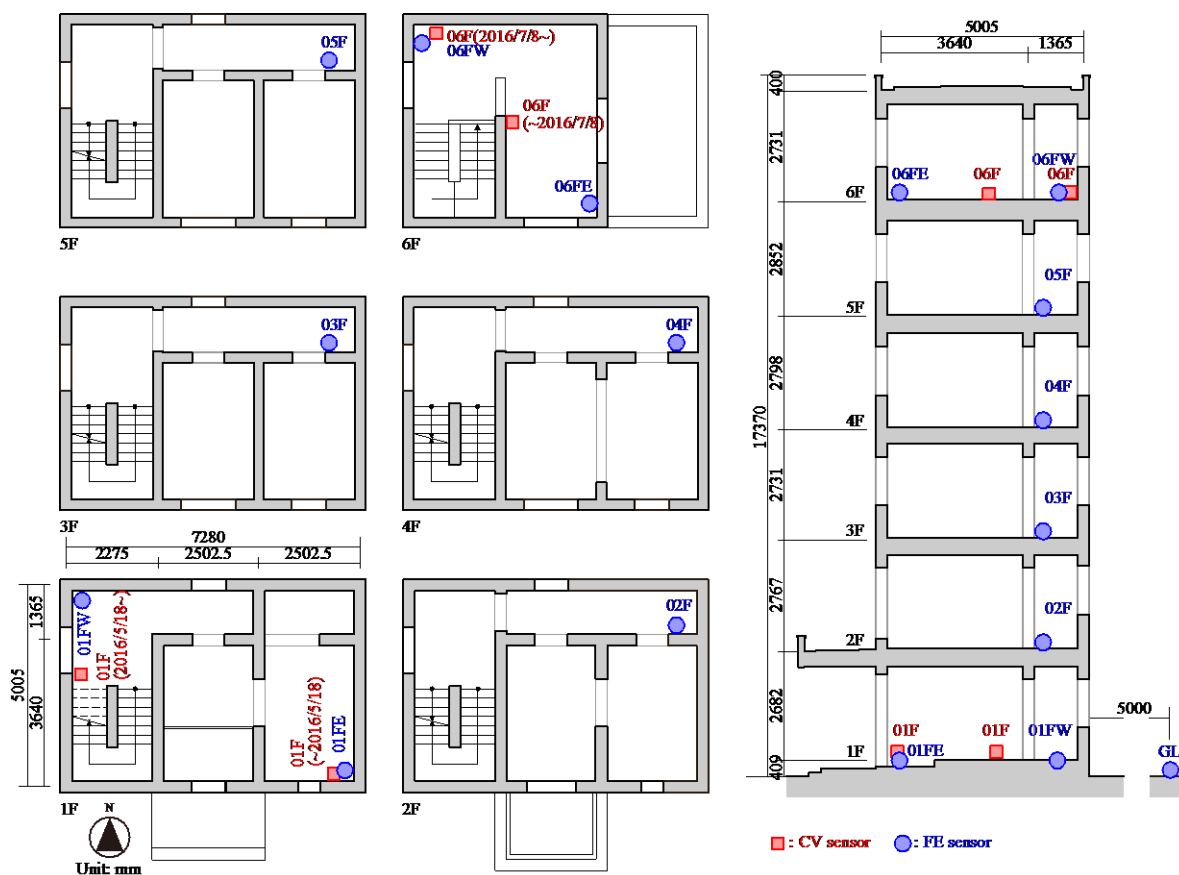 05F
5F
06F(2016/7/8~)
06FW
06F
(~2016/7/8)
06FE
6F
03F
3F
04F
4F
7280
2275
2502.5
2502.5
1365
3640
5005
01FW
01F
(2016/5/18~)
01F
(~2016/5/18)
01FE
1F
02F
2F
N
Unit: mm
5005
3640
1365
400
2731
2852
2798
2731
2767
2682
409
17370
06FE
06F
06FW
06F
6F
05F
5F
04F
4F
03F
3F
02F
2F
01F
01FE
01F
01FW
1F
5000
GL
: CV sensor
: FE sensor